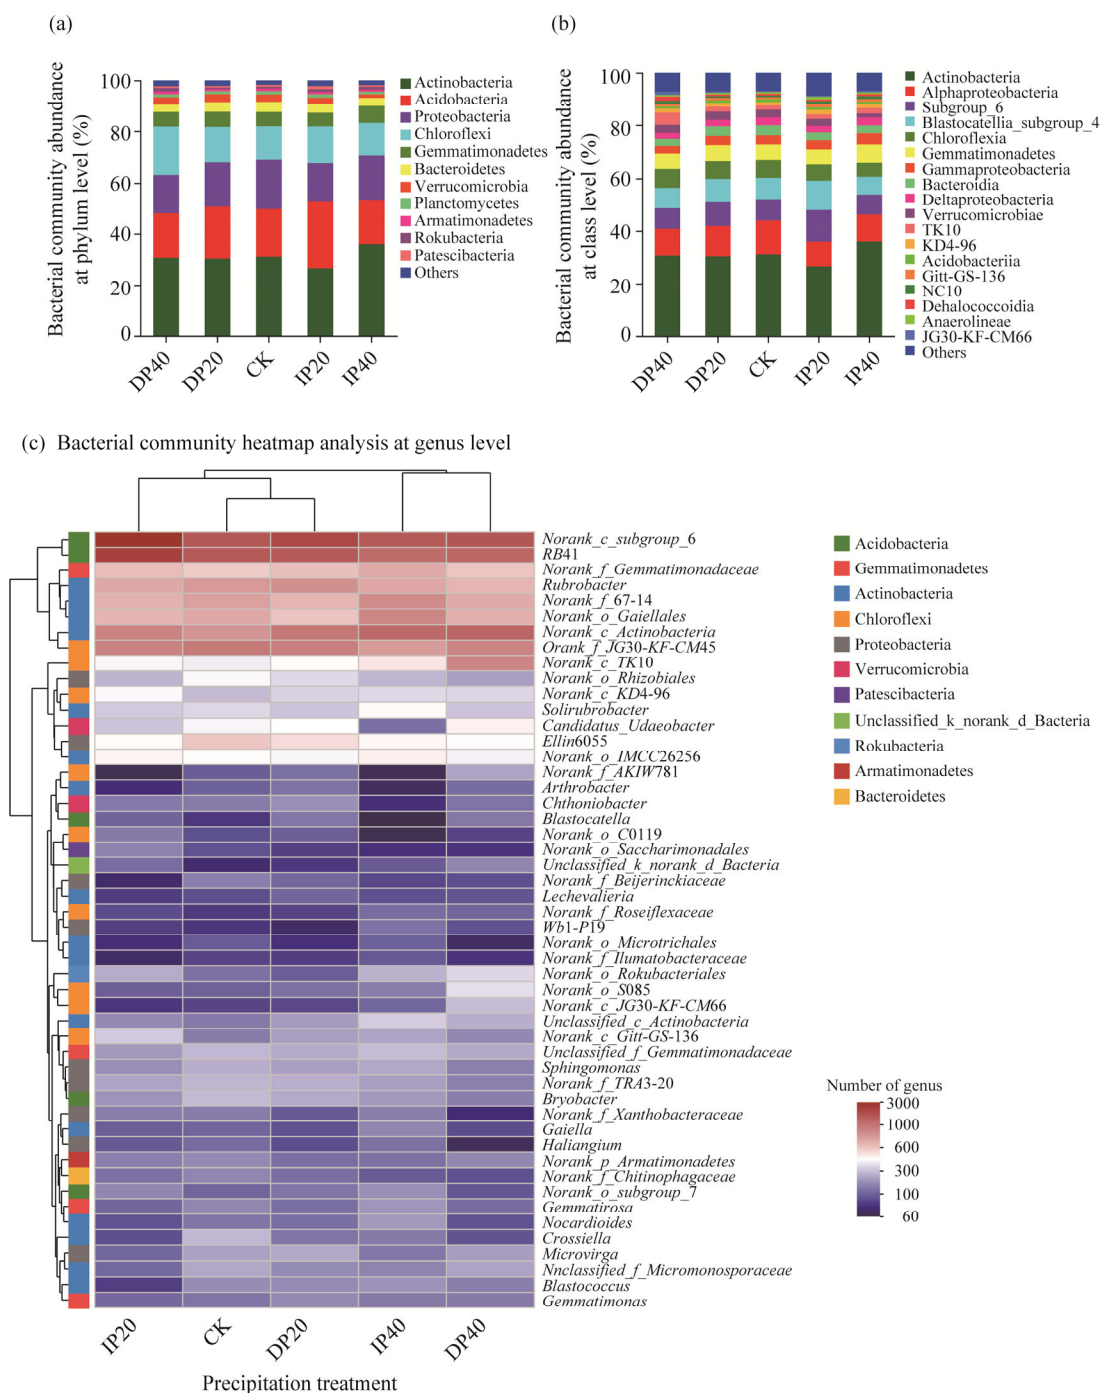 (a)
(b)
Bacterial community abundance
at phylum level (%)
100
80
60
40
20
0
DP40
DP20
CK
IP20
IP40
Actinobacteria
Acidobacteria
Proteobacteria
Chloroflexi
Gemmatimonadetes
Bacteroidetes
Verrucomicrobia
Planctomycetes
Armatimonadetes
Rokubacteria
Patescibacteria
Others
Bacterial community abundance
at class level (%)
100
80
60
40
20
0
DP40
DP20
CK
IP20
IP40
Actinobacteria
Alphaproteobacteria
Subgroup_6
Blastocatellia_subgroup_4
Chloroflexia
Gemmatimonadetes
Gammaproteobacteria
Bacteroidia
Deltaproteobacteria
Verrucomicrobiae
TK10
KD4-96
Acidobacteriia
Gitt-GS-136
NC10
Dehalococcoidia
Anaerolineae
JG30-KF-CM66
Others
(c) Bacterial community heatmap analysis at genus level
Norank_c_subgroup_6
RB41
Norank_f_Gemmatimonadaceae
Rubrobacter
Norank_f_67-14
Norank_o_Gaiellales
Norank_c_Actinobacteria
Orank_f_JG30-KF-CM45
Norank_c_TK10
Norank_o_Rhizobiales
Norank_c_KD4-96
Solirubrobacter
Candidatus_Udaeobacter
Ellin6055
Norank_o_IMCC26256
Norank_f_AKIW781
Arthrobacter
Chthoniobacter
Blastocatella
Norank_o_C0119
Norank_o_Saccharimonadales
Unclassified_k_norank_d_Bacteria
Norank_f_Beijerinckiaceae
Lechevalieria
Norank_f_Roseiflexaceae
Wb1-P19
Norank_o_Microtrichales
Norank_f_Ilumatobacteraceae
Norank_o_Rokubacteriales
Norank_o_S085
Norank_c_JG30-KF-CM66
Unclassified_c_Actinobacteria
Norank_c_Gitt-GS-136
Unclassified_f_Gemmatimonadaceae
Sphingomonas
Norank_f_TRA3-20
Bryobacter
Norank_f_Xanthobacteraceae
Gaiella
Haliangium
Norank_p_Armatimonadetes
Norank_f_Chitinophagaceae
Norank_o_subgroup_7
Gemmatirosa
Nocardioides
Crossiella
Microvirga
Nnclassified_f_Micromonosporaceae
Blastococcus
Gemmatimonas
Acidobacteria
Gemmatimonadetes
Actinobacteria
Chloroflexi
Proteobacteria
Verrucomicrobia
Patescibacteria
Unclassified_k_norank_d_Bacteria
Rokubacteria
Armatimonadetes
Bacteroidetes
Number of genus
3000
1000
600
300
100
60
IP20
CK
DP20
IP40
DP40
Precipitation treatment